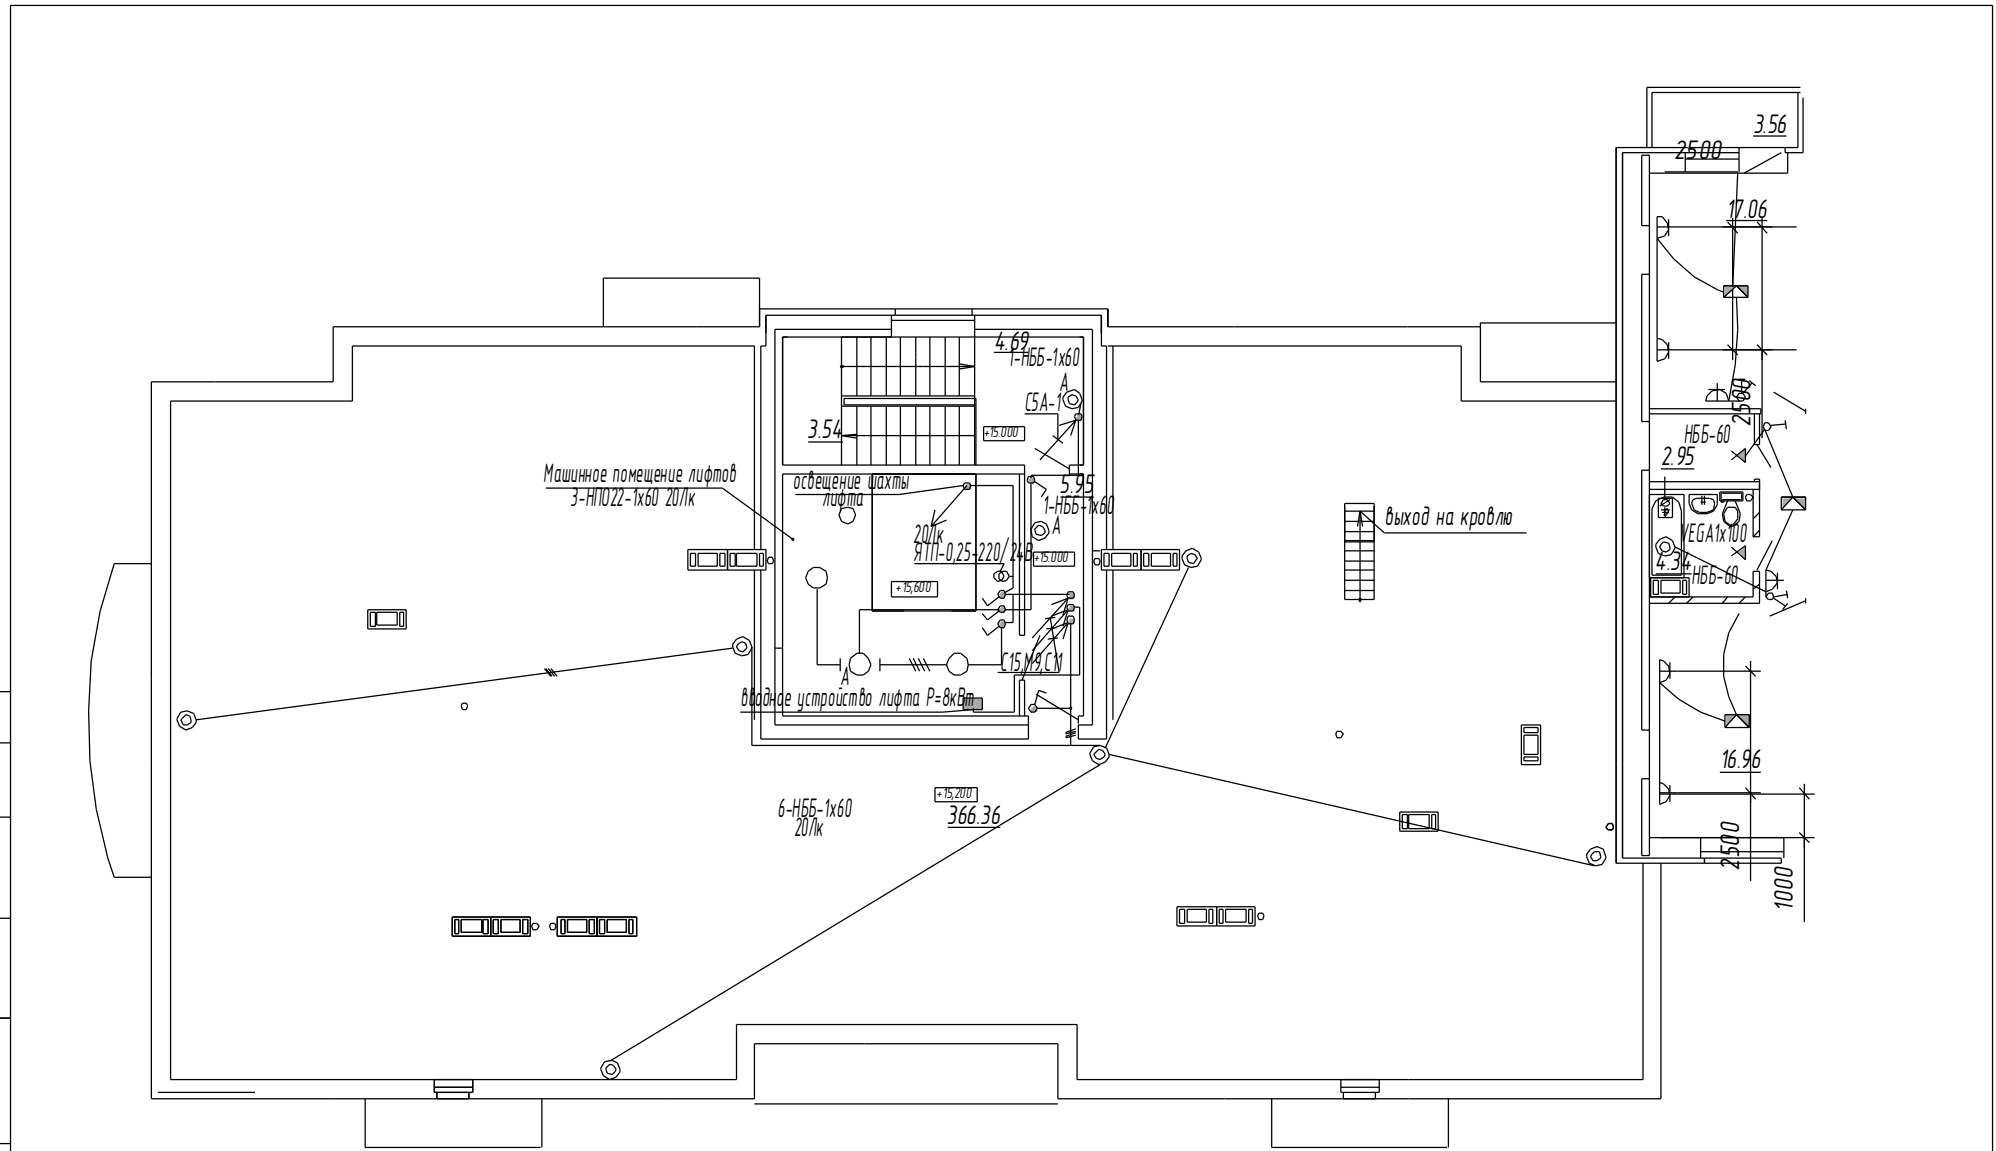 3.56
2500
17.06
4.69
1-НББ-1х60
А
С5А-1
3.54
+15.000
2500
НББ-60
2.95
Машинное помещение лифтов
3-НПО22-1х60 20Лк
освещение шахты
лифта
5.95
1-НББ-1х60
А
20Лк
ЯТП-0,25-220/24В
+15.000
+15,600
выход на кровлю
VEGA1x100
4.34
НББ-60
С15,М9,С11
А
вводное устройство лифта Р=8кВт
16.96
+15,200
6-НББ-1х60
20Лк
366.36
2500
1000